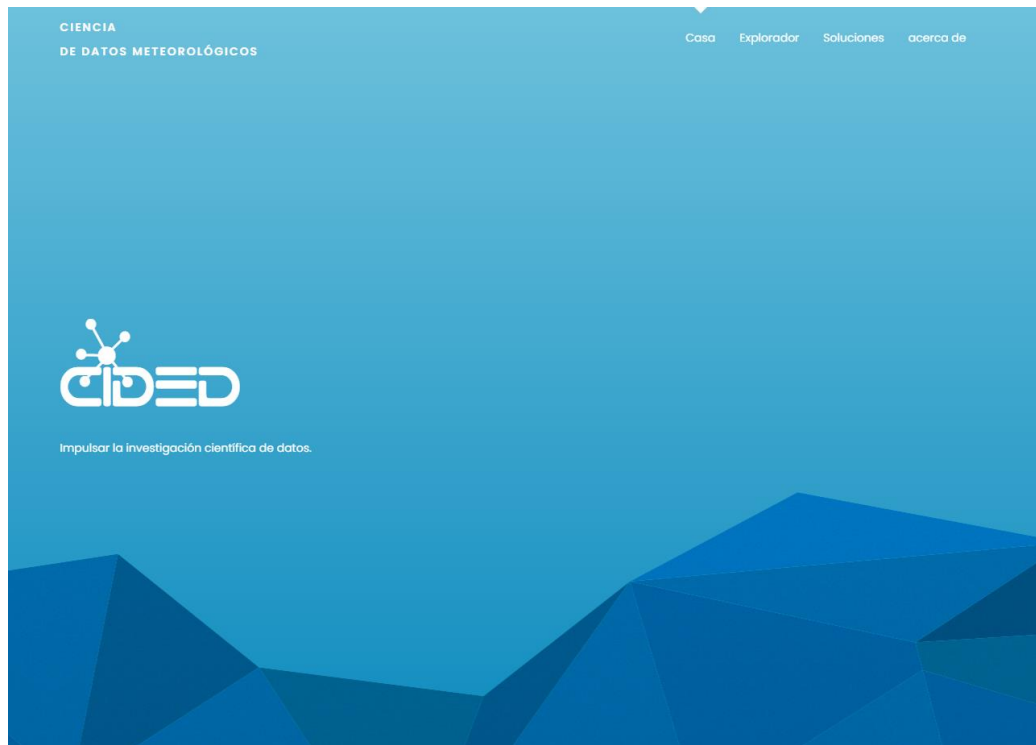 CIENCIA
DE DATOS METEOROLÓGICOS
Casa Explorador Soluciones acerca de
CIDED
Impulsar la investigación científica de datos.